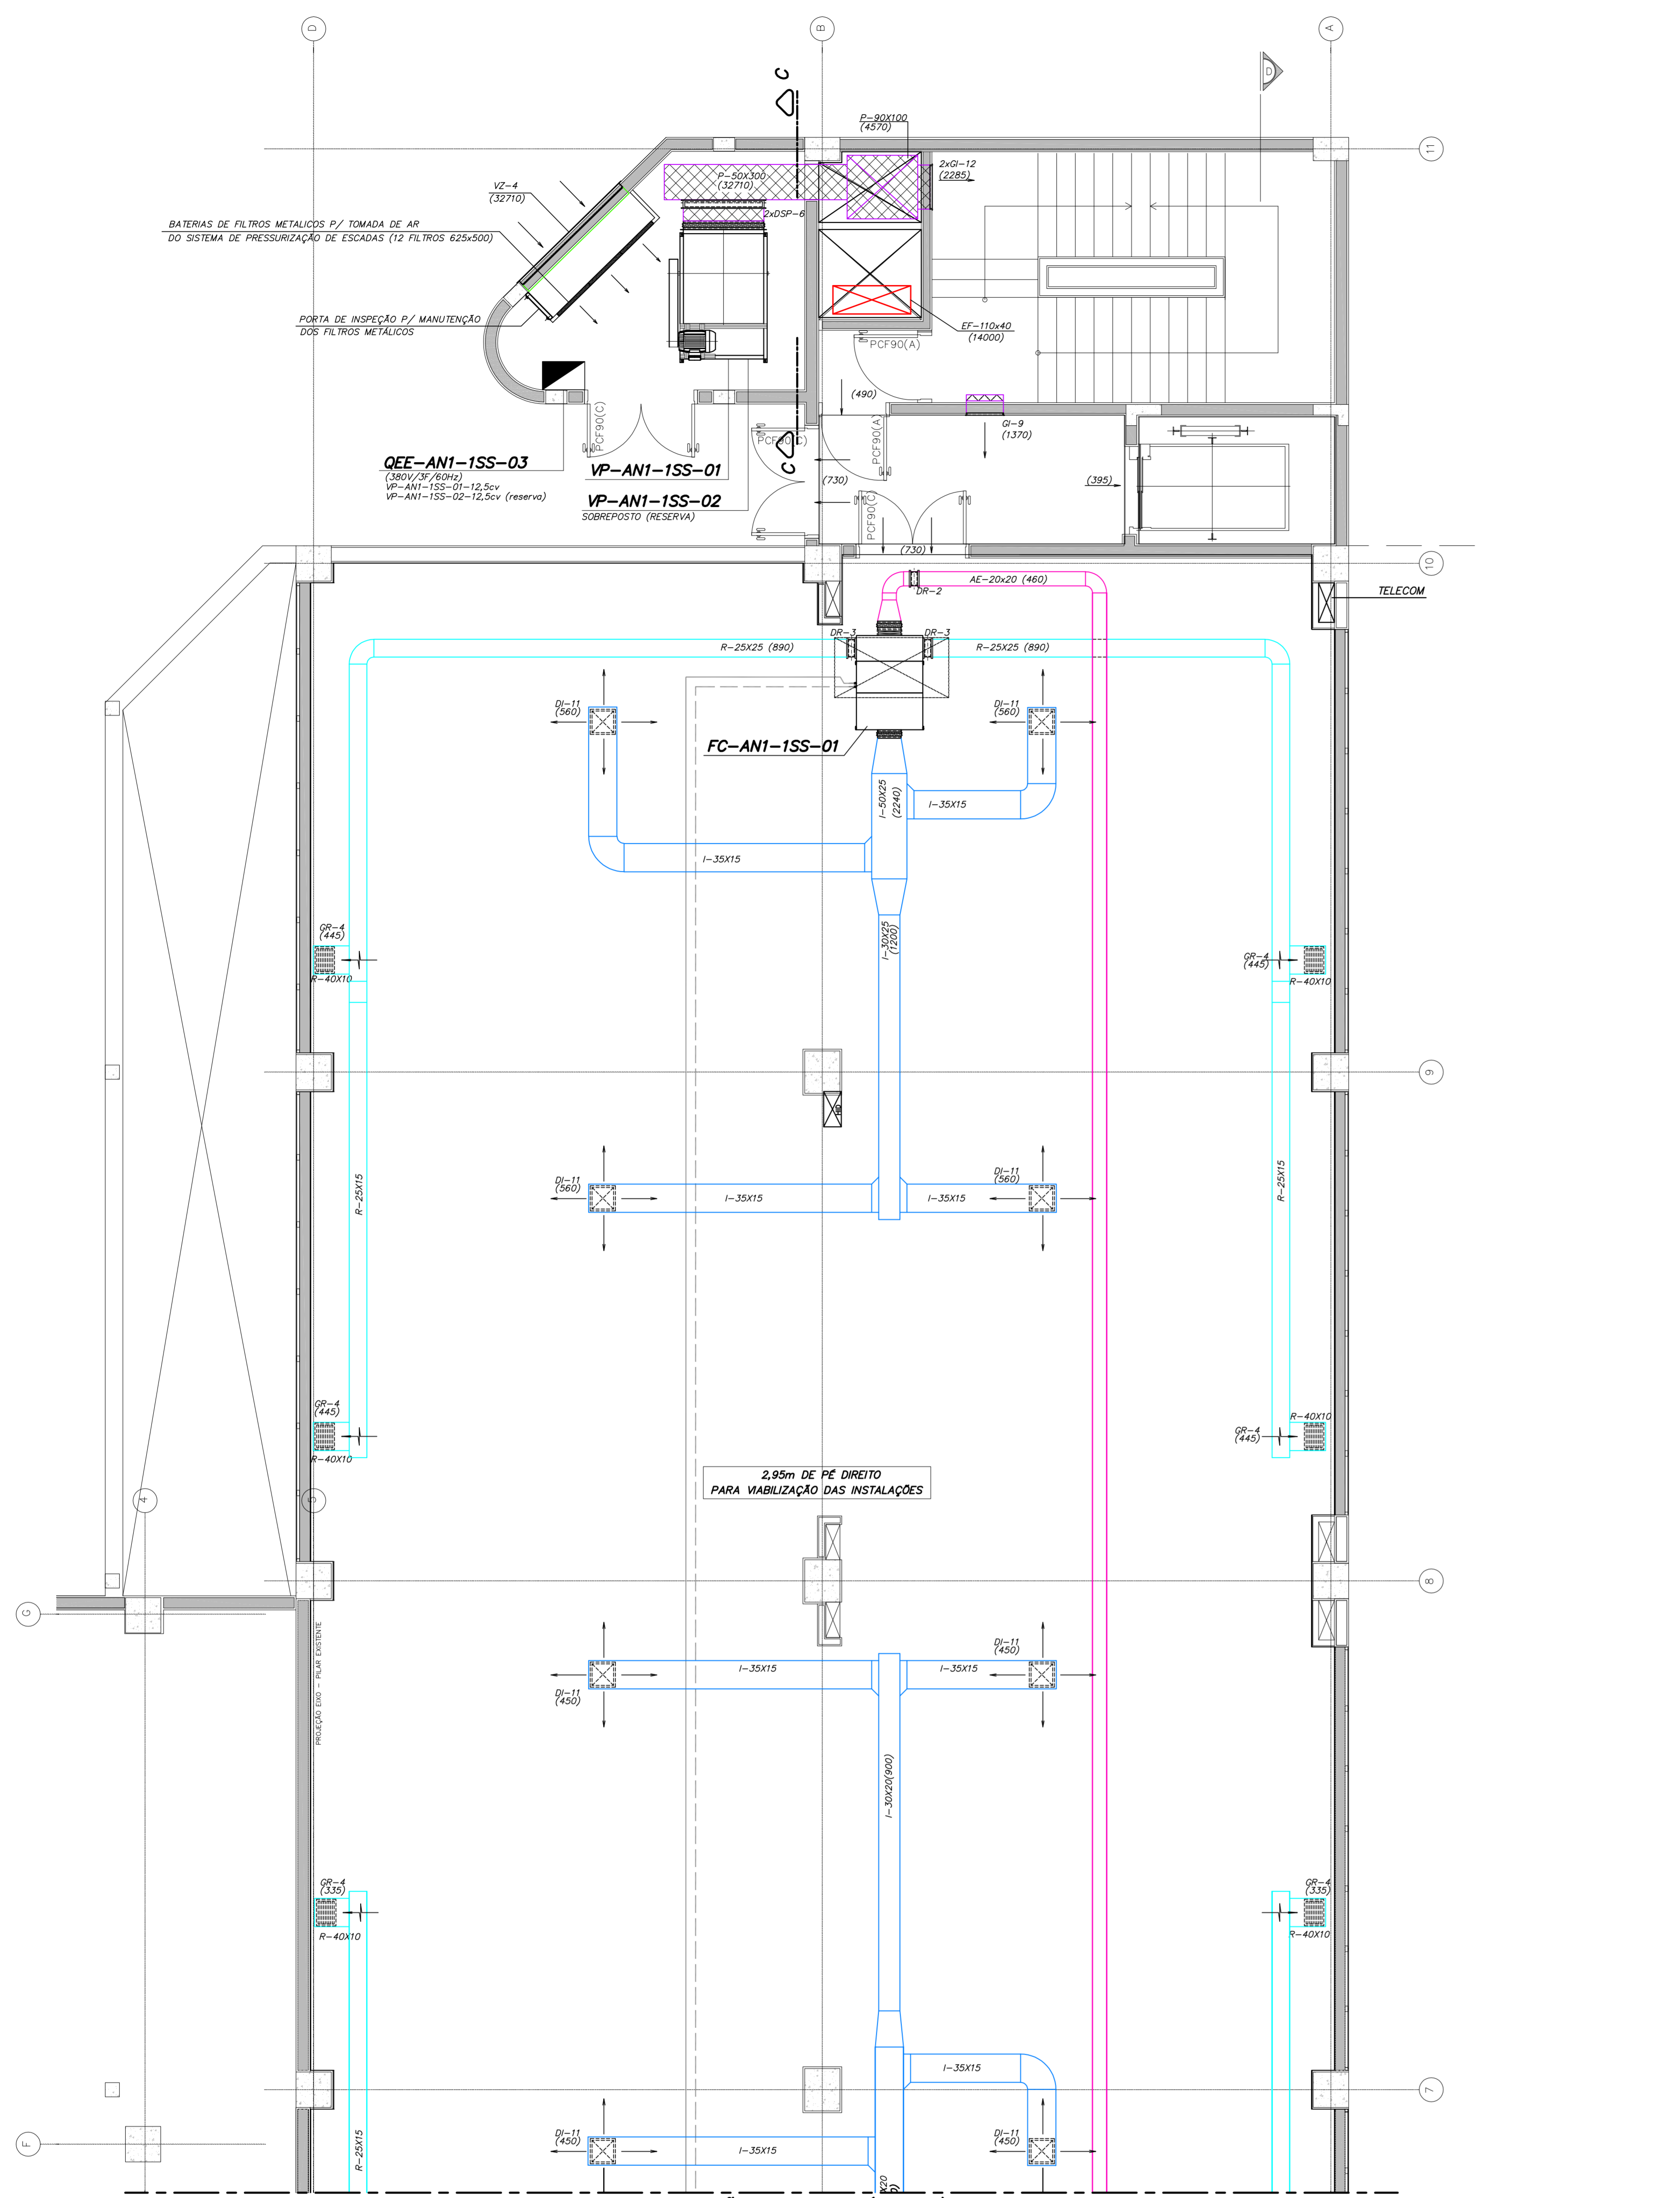 D
B
A
C
D
P-90X100
(4570)
11
2xGI-12
(2285)
P-50X300
(32710)
VZ-4
(32710)
2xDSP-6
BATERIAS DE FILTROS METALICOS P/ TOMADA DE AR
DO SISTEMA DE PRESSURIZAÇÃO DE ESCADAS (12 FILTROS 625x500)
PORTA DE INSPEÇÃO P/ MANUTENÇÃO
DOS FILTROS METÁLICOS
EF-110x40
(14000)
PCF90(A)
(490)
GI-9
(1370)
PCF90(C)
PCF90(C)
PCF90(A)
C
QEE-AN1-1SS-03
(380V/3F/60Hz)
VP-AN1-1SS-01-12,5cv
VP-AN1-1SS-02-12,5cv (reserva)
VP-AN1-1SS-01
VP-AN1-1SS-02
SOBREPOSTO (RESERVA)
(730)
(395)
PCF90(C)
(730)
10
AE-20x20 (460)
DR-2
TELECOM
DR-3
DR-3
R-25X25 (890)
R-25X25 (890)
DI-11
(560)
DI-11
(560)
FC-AN1-1SS-01
I-50X25
(2240)
I-35X15
I-35X15
I-30X25
(1200)
GR-4
(445)
R-40X10
GR-4
(445)
R-40X10
9
HID
DI-11
(560)
DI-11
(560)
I-35X15
I-35X15
R-25X15
R-25X15
GR-4
(445)
R-40X10
R-40X10
GR-4
(445)
2,95m DE PÉ DIREITO
PARA VIABILIZAÇÃO DAS INSTALAÇÕES
4
5
8
G
PROJEÇÃO EIXO - PILAR EXISTENTE
DI-11
(450)
DI-11
(450)
I-35X15
I-35X15
I-30X20(900)
GR-4
(335)
R-40X10
GR-4
(335)
R-40X10
I-35X15
7
F
DI-11
(450)
DI-11
(450)
I-35X15
R-25X15
X20